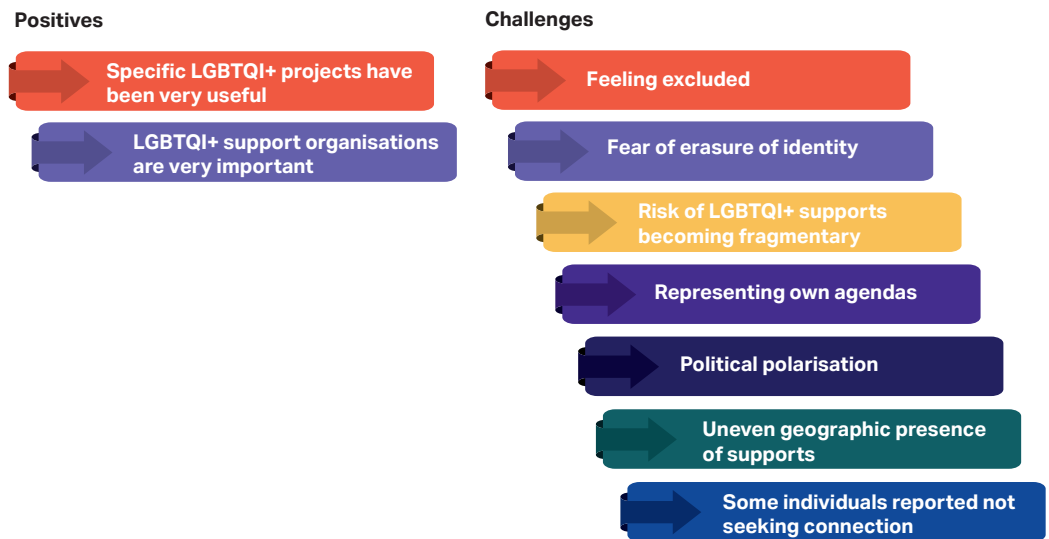 Positives
Specific LGBTQI+ projects have
been very useful
LGBTQI+ support organisations
are very important
Challenges
Feeling excluded
Fear of erasure of identity
Risk of LGBTQI+ supports
becoming fragmentary
Representing own agendas
Political polarisation
Uneven geographic presence
of supports
Some individuals reported not
seeking connection